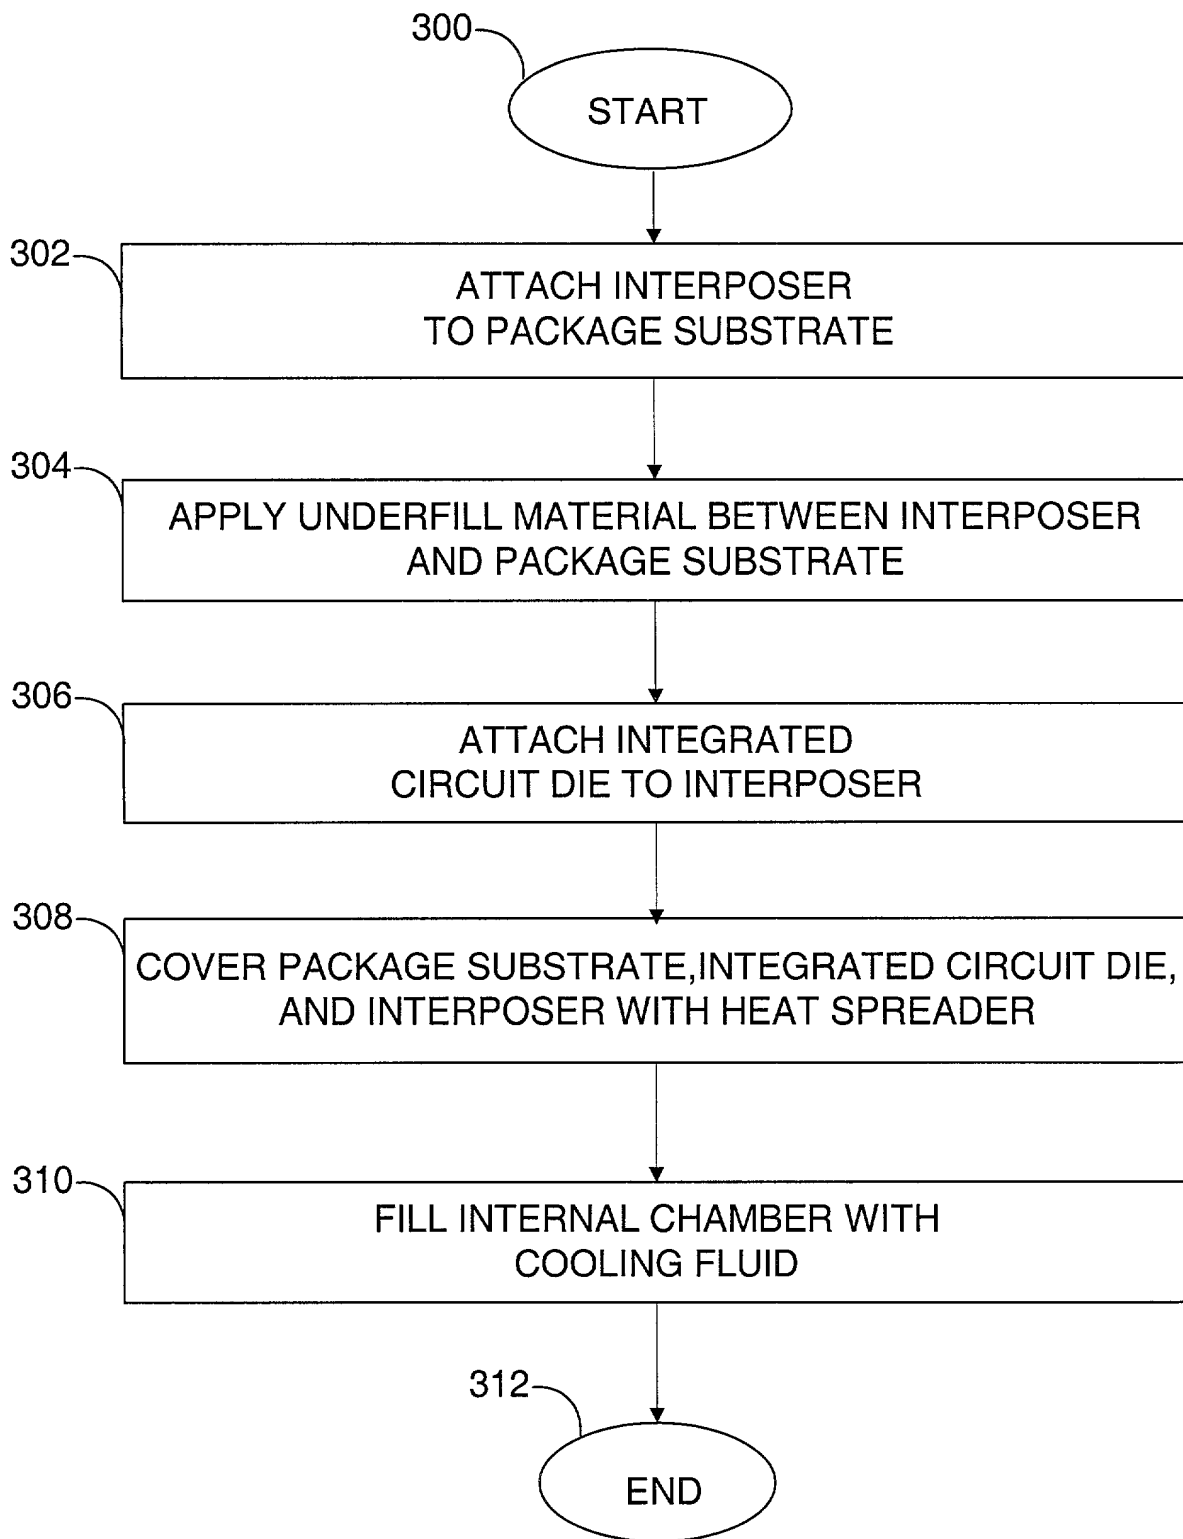 300
START
302
ATTACH INTERPOSER
TO PACKAGE SUBSTRATE
304
APPLY UNDERFILL MATERIAL BETWEEN INTERPOSER
AND PACKAGE SUBSTRATE
306
ATTACH INTEGRATED
CIRCUIT DIE TO INTERPOSER
308
COVER PACKAGE SUBSTRATE,INTEGRATED CIRCUIT DIE,
AND INTERPOSER WITH HEAT SPREADER
310
FILL INTERNAL CHAMBER WITH
COOLING FLUID
312
END